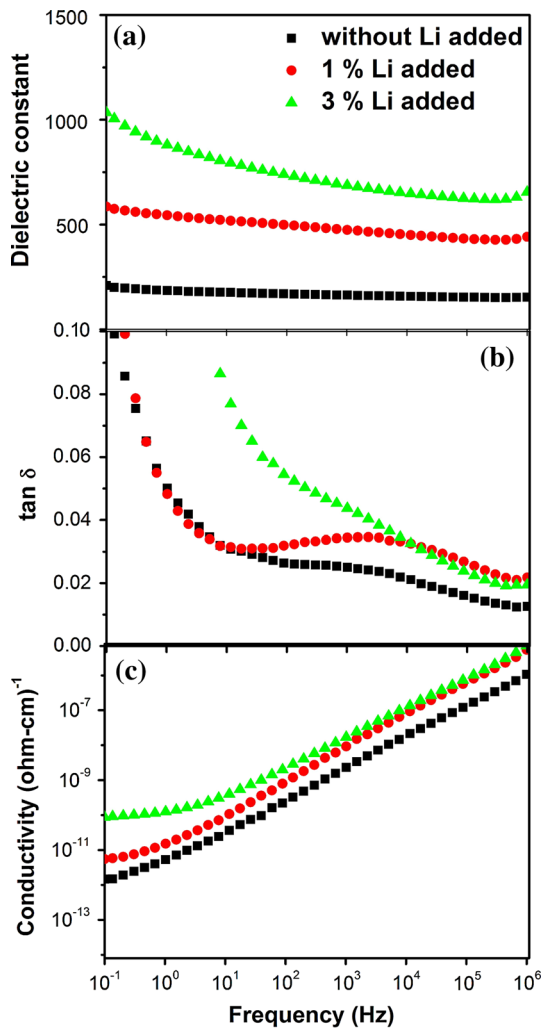 1500
(a)
without Li added
1 % Li added
3 % Li added
1000
500
Dielectric constant
0.10
(b)
0.08
0.06
0.04
0.02
0.00
tan δ
(c)
10⁻⁷
10⁻⁹
10⁻¹¹
10⁻¹³
Conductivity (ohm-cm)⁻¹
10⁻¹ 10⁰ 10¹ 10² 10³ 10⁴ 10⁵ 10⁶
Frequency (Hz)